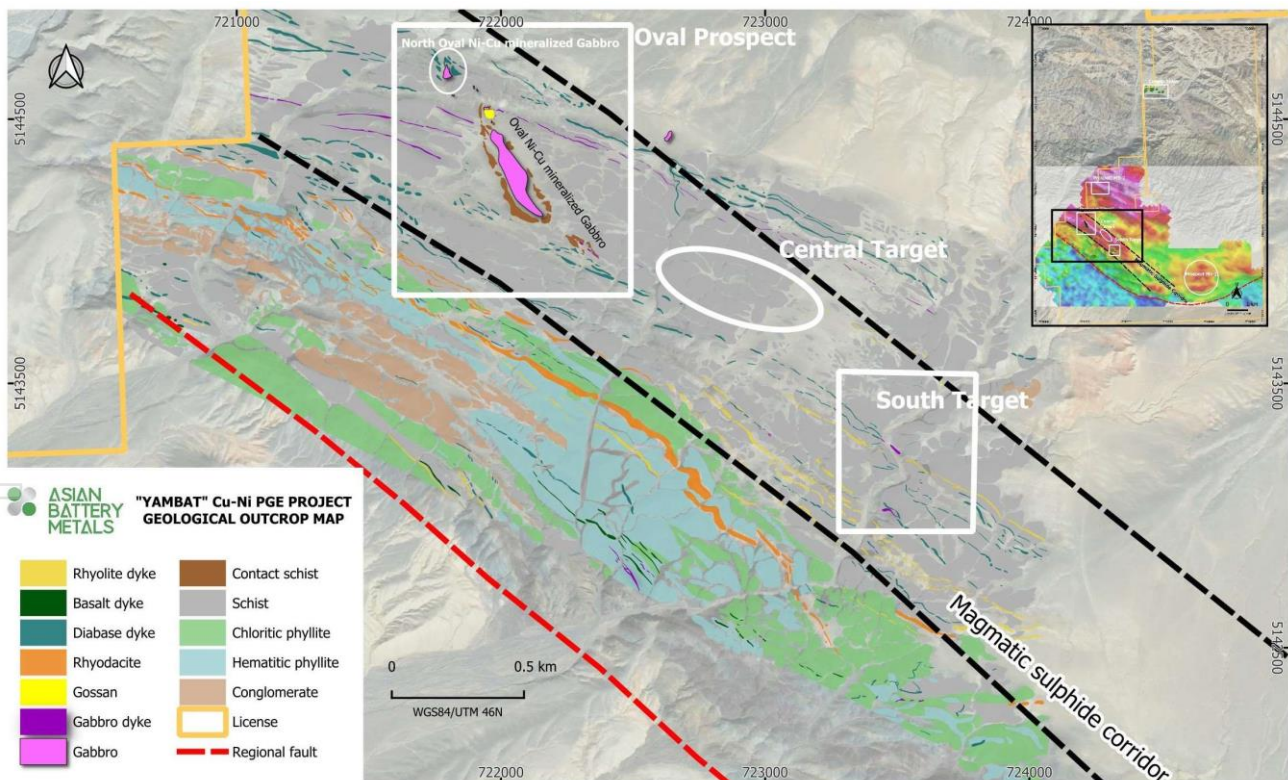 721000
722000
723000
724000
North Oval Ni-Cu mineralized Gabbro
Oval Prospect
5144500
5144500
Oval Ni-Cu mineralized Gabbro
Central Target
5143500
5143500
South Target
ASIAN
BATTERY
METALS
"YAMBAT" Cu-Ni PGE PROJECT
GEOLOGICAL OUTCROP MAP
Rhyolite dyke
Basalt dyke
Diabase dyke
Rhyodacite
Gossan
Gabbro dyke
Gabbro
Contact schist
Schist
Chloritic phyllite
Hematitic phyllite
Conglomerate
License
Regional fault
0 0.5 km
WGS84/UTM 46N
Magmatic sulphide corridor
722000
723000
724000